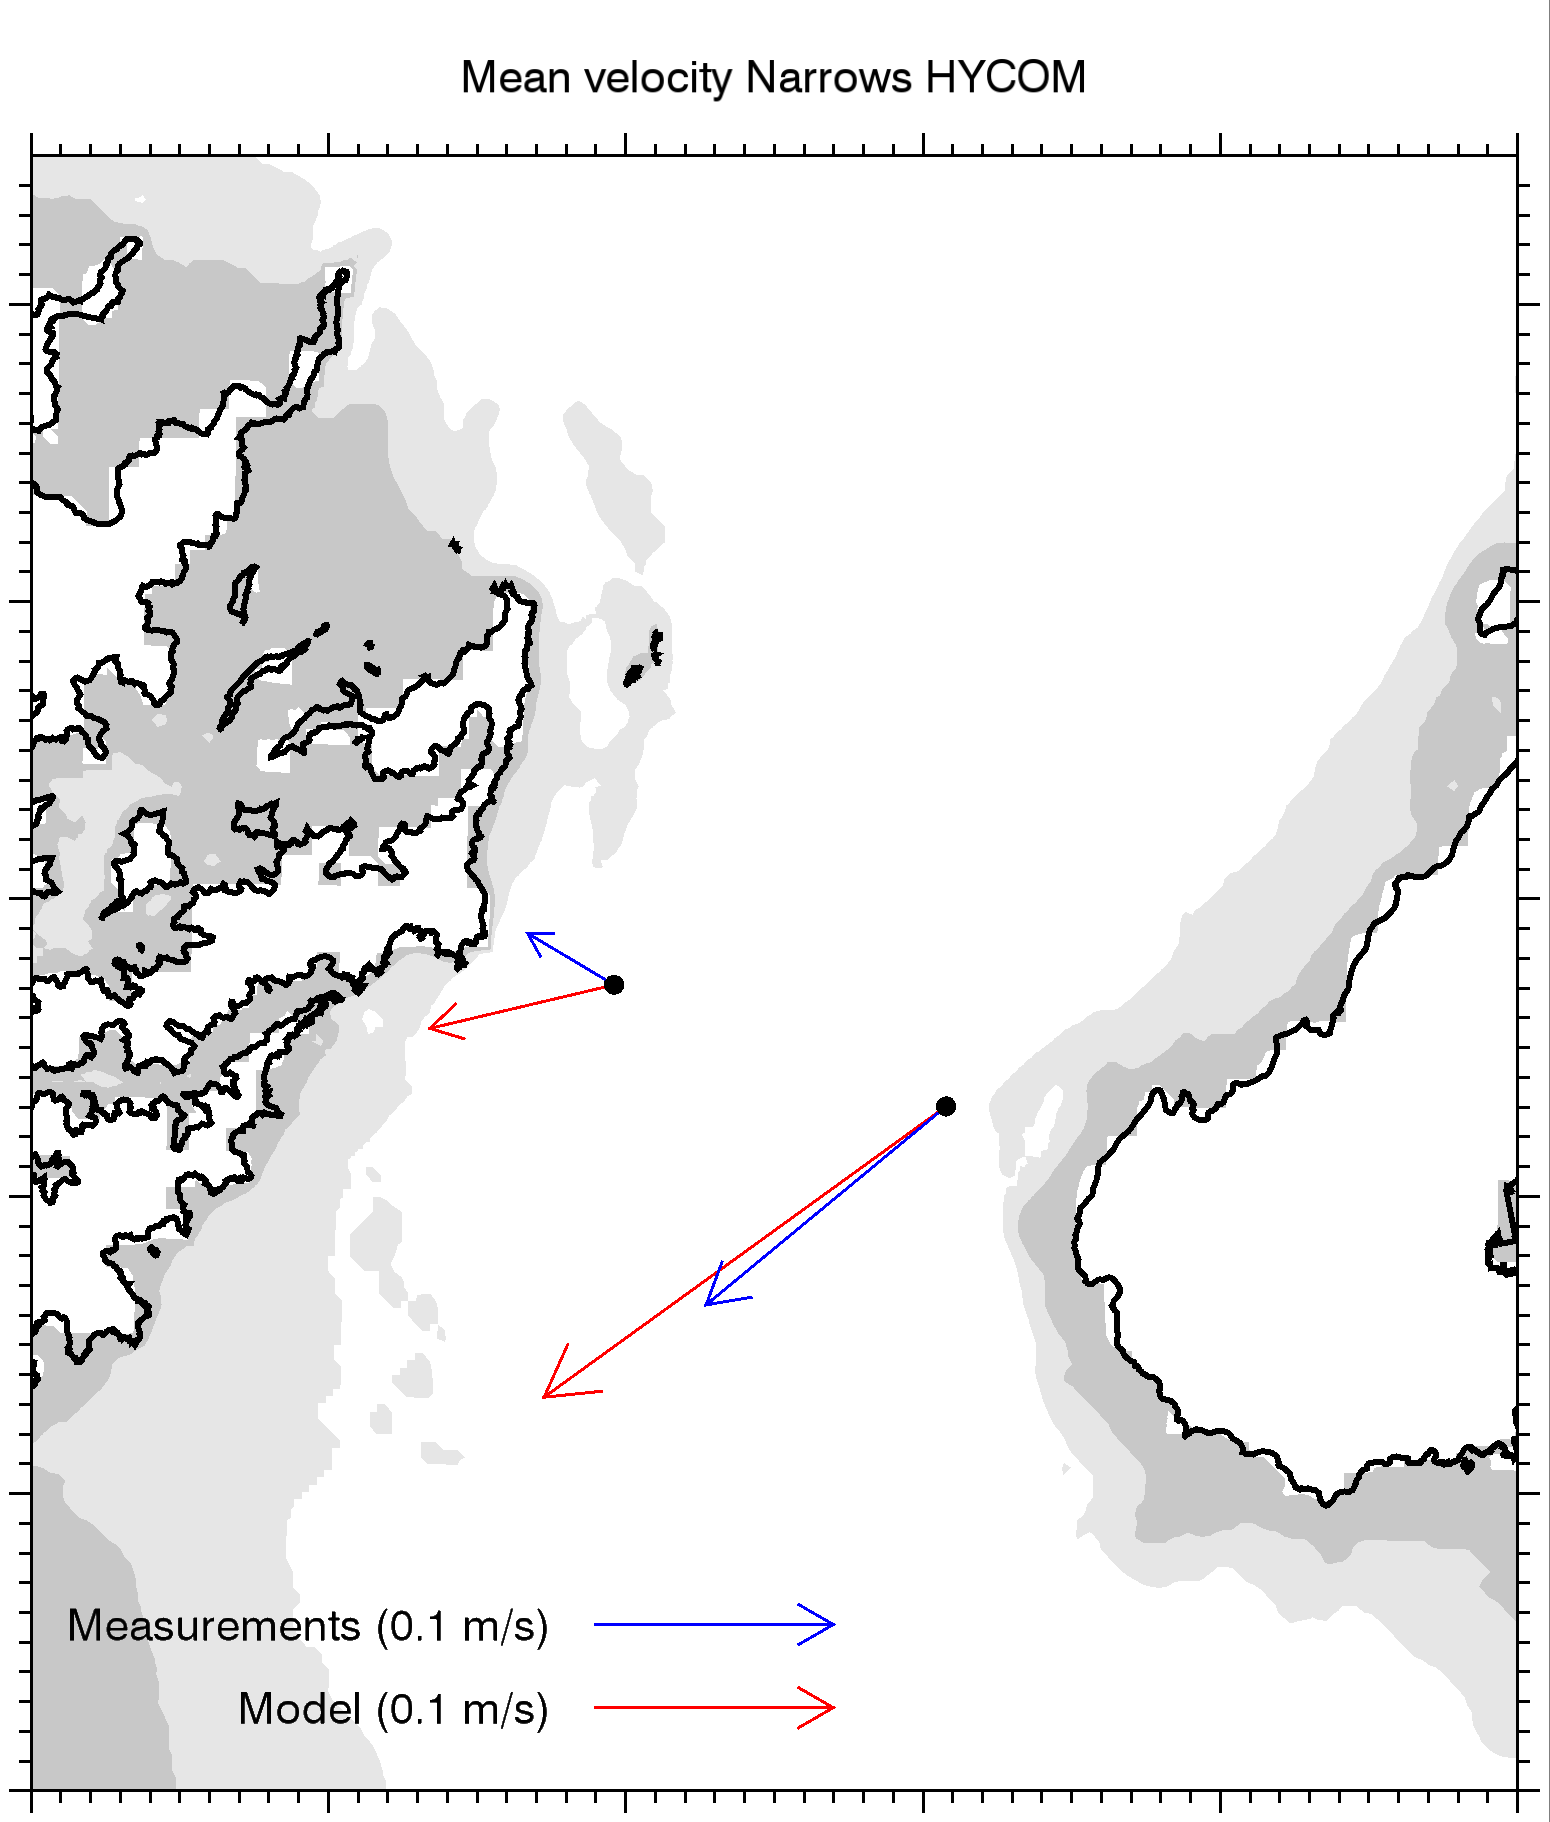 Mean velocity Narrows HYCOM
Measurements (0.1 m/s)
Model (0.1 m/s)